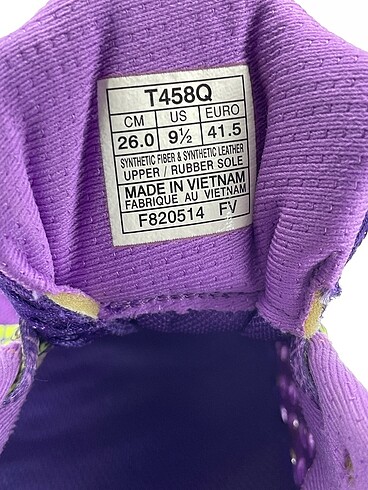 T458Q
CM US EURO
26.0 9½ 41.5
SYNTHETIC FIBER & SYNTHETIC LEATHER
UPPER / RUBBER SOLE
MADE IN VIETNAM
FABRIQUE AU VIETNAM
F820514 FV